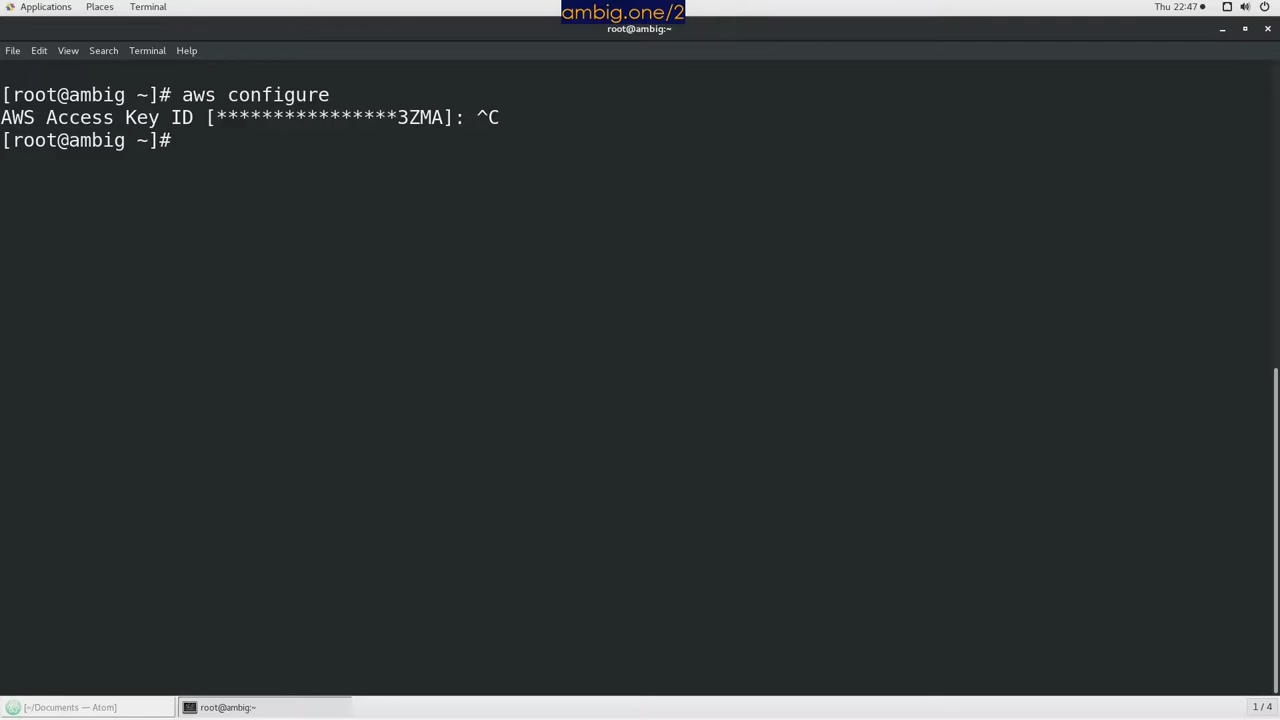 Applications Places Terminal ambig.one/2 Thu 22:47
root@ambig:~
File Edit View Search Terminal Help
[root@ambig ~]# aws configure
AWS Access Key ID [****************3ZMA]: ^C
[root@ambig ~]#
[~/Documents — Atom] root@ambig:~ 1 / 4